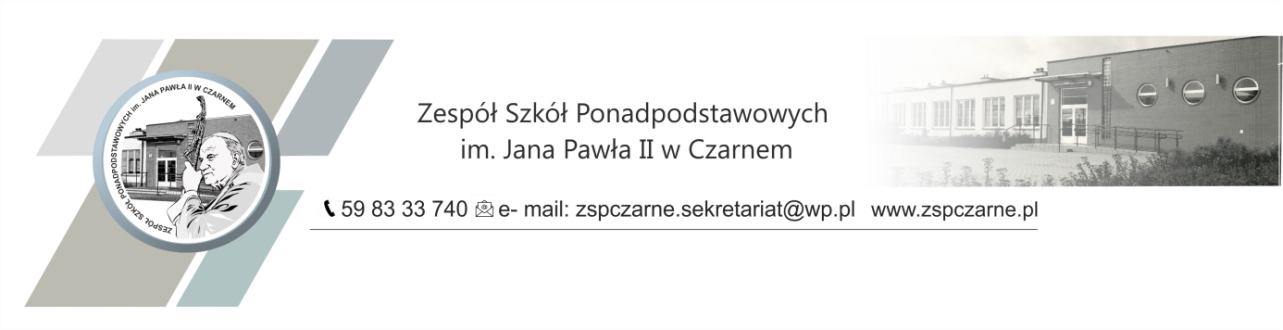 ZESPÓŁ SZKÓŁ PONADPODSTAWOWYCH im. JANA PAWŁA II W CZARNEM
Zespół Szkół Ponadpodstawowych
im. Jana Pawła II w Czarnem
59 83 33 740 e- mail: zspczarne.sekretariat@wp.pl www.zspczarne.pl